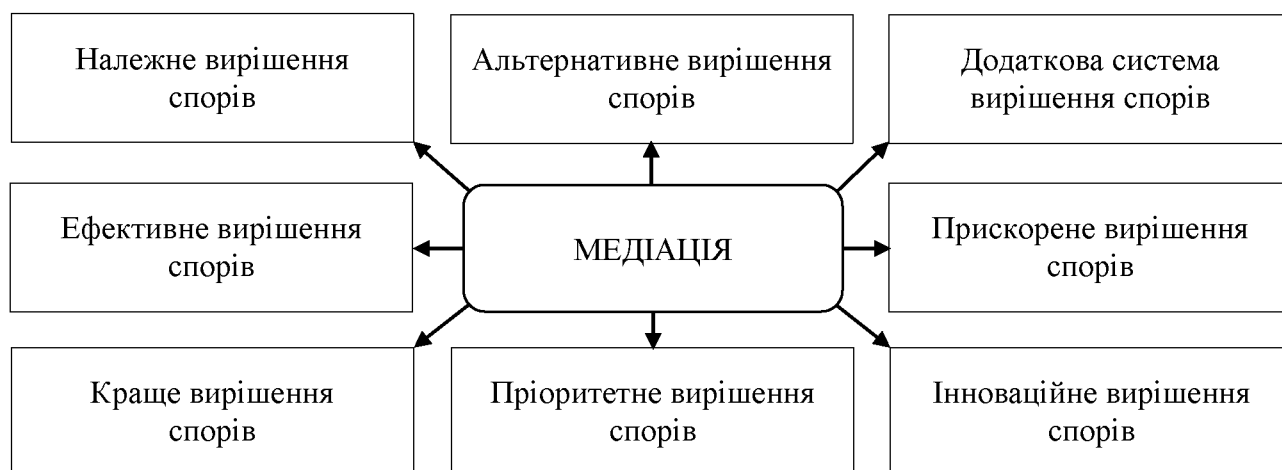 Належне вирішення
спорів
Альтернативне вирішення
спорів
Додаткова система
вирішення спорів
Ефективне вирішення
спорів
МЕДІАЦІЯ
Прискорене вирішення
спорів
Краще вирішення
спорів
Пріоритетне вирішення
спорів
Інноваційне вирішення
спорів